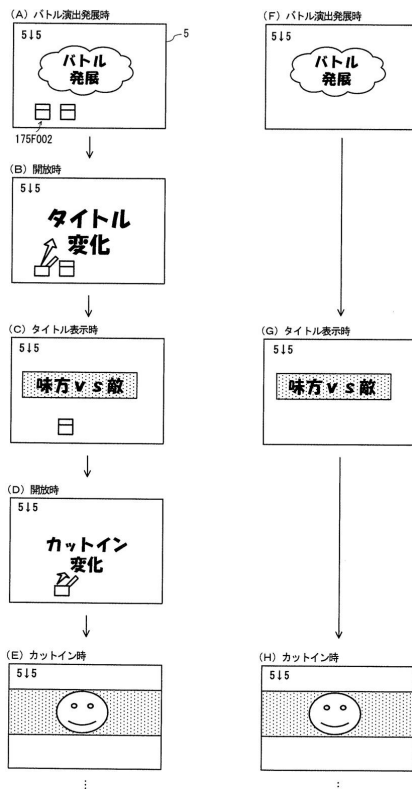 (A)バトル演出発展時
5↓5
バトル
発展
5
175F002
(B)開放時
タイトル
変化
(C)タイトル表示時
5↓5
味方ｖｓ敵
(D)開放時
5↓5
カットイン
変化
(E)カットイン時
5↓5
⋮
(F)バトル演出発展時
5↓5
バトル
発展
(G)タイトル表示時
5↓5
味方ｖｓ敵
(H)カットイン時
5↓5
⋮